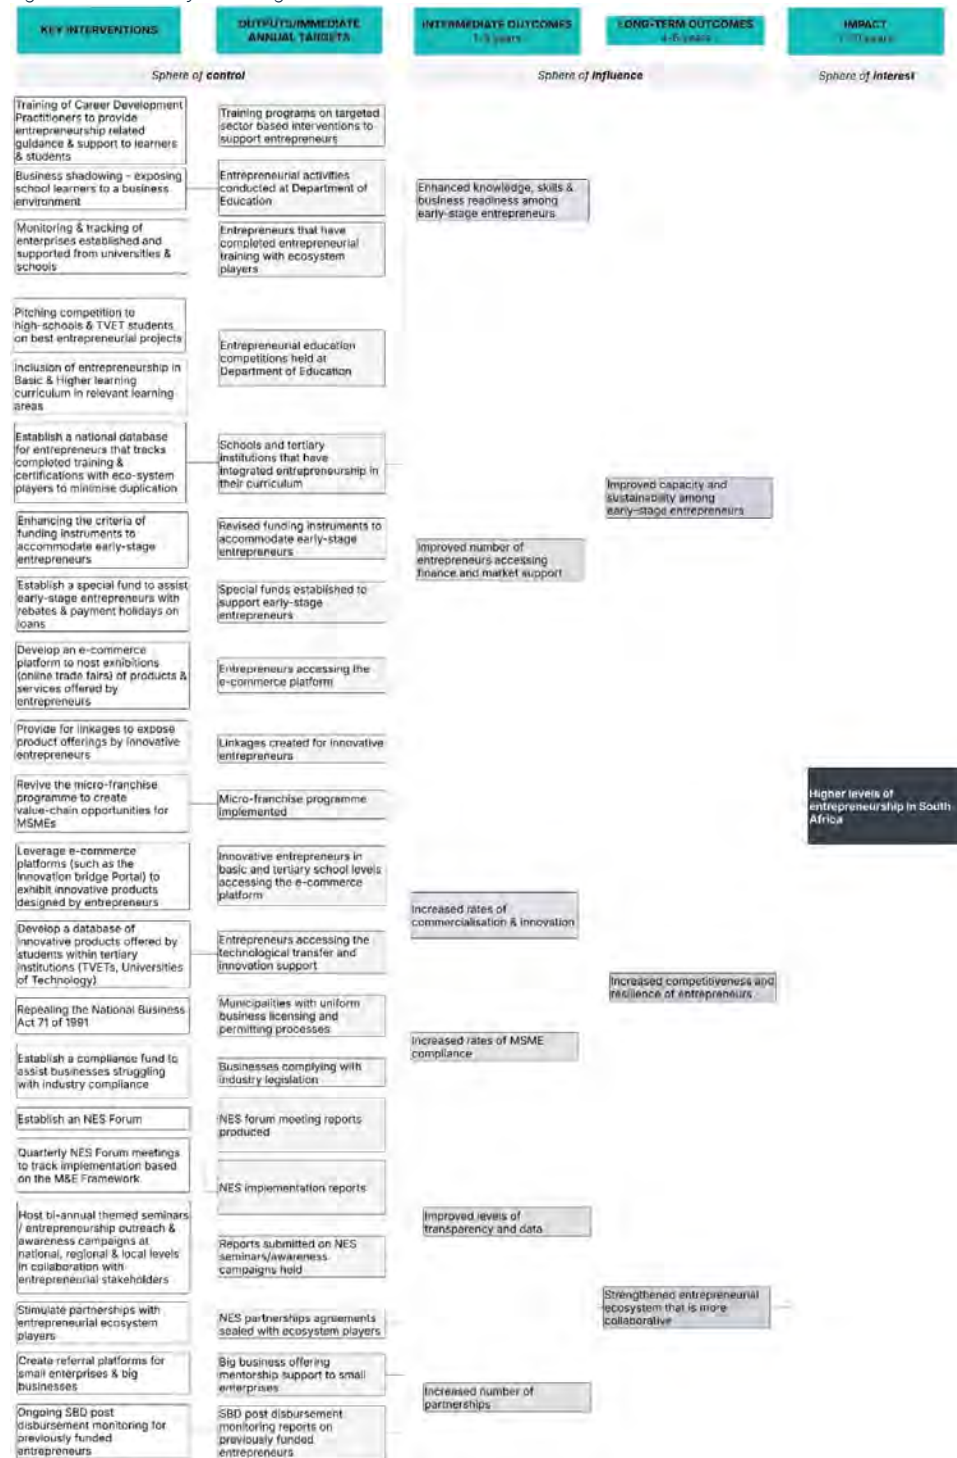 KEY INTERVENTIONS
OUTPUTS/IMMEDIATE
ANNUAL TARGETS
INTERMEDIATE OUTCOMES
1-3 years
LONG-TERM OUTCOMES
4-6 years
IMPACT
7-10 years
Sphere of control
Sphere of influence
Sphere of interest
Training of Career Development
Practitioners to provide
entrepreneurship related
guidance & support to learners
& students
Business shadowing - exposing
school learners to a business
environment
Monitoring & tracking of
enterprises established and
supported from universities &
schools
Pitching competition to
high-schools & TVET students
on best entrepreneurial projects
Inclusion of entrepreneurship in
Basic & Higher learning
curriculum in relevant learning
areas
Establish a national database
for entrepreneurs that tracks
completed training &
certifications with eco-system
players to minimise duplication
Enhancing the criteria of
funding instruments to
accommodate early-stage
entrepreneurs
Establish a special fund to assist
early-stage entrepreneurs with
rebates & payment holidays on
loans
Develop an e-commerce
platform to host exhibitions
(online trade fairs) of products &
services offered by
entrepreneurs
Provide for linkages to expose
product offerings by innovative
entrepreneurs
Revive the micro-franchise
programme to create
value-chain opportunities for
MSMEs
Leverage e-commerce
platforms (such as the
Innovation bridge Portal) to
exhibit innovative products
designed by entrepreneurs
Develop a database of
innovative products offered by
students within tertiary
institutions (TVETs, Universities
of Technology)
Repealing the National Business
Act 71 of 1991
Establish a compliance fund to
assist businesses struggling
with industry compliance
Establish an NES Forum
Quarterly NES Forum meetings
to track implementation based
on the M&E Framework
Host bi-annual themed seminars
/ entrepreneurship outreach &
awareness campaigns at
national, regional & local levels
in collaboration with
entrepreneurial stakeholders
Stimulate partnerships with
entrepreneurial ecosystem
players
Create referral platforms for
small enterprises & big
businesses
Ongoing SBD post
disbursement monitoring for
previously funded
entrepreneurs
Training programs on targeted
sector based interventions to
support entrepreneurs
Entrepreneurial activities
conducted at Department of
Education
Entrepreneurs that have
completed entrepreneurial
training with ecosystem
players
Entrepreneurial education
competitions held at
Department of Education
Schools and tertiary
institutions that have
integrated entrepreneurship in
their curriculum
Revised funding instruments to
accommodate early-stage
entrepreneurs
Special funds established to
support early-stage
entrepreneurs
Entrepreneurs accessing the
e-commerce platform
Linkages created for innovative
entrepreneurs
Micro-franchise programme
implemented
Innovative entrepreneurs in
basic and tertiary school levels
accessing the e-commerce
platform
Entrepreneurs accessing the
technological transfer and
innovation support
Municipalities with uniform
business licensing and
permitting processes
Businesses complying with
industry legislation
NES forum meeting reports
produced
NES implementation reports
Reports submitted on NES
seminars/awareness
campaigns held
NES partnerships agreements
sealed with ecosystem players
Big business offering
mentorship support to small
enterprises
SBD post disbursement
monitoring reports on
previously funded
entrepreneurs
Enhanced knowledge, skills &
business readiness among
early-stage entrepreneurs
Improved number of
entrepreneurs accessing
finance and market support
Increased rates of
commercialisation & innovation
Increased rates of MSME
compliance
Improved levels of
transparency and data
Increased number of
partnerships
Improved capacity and
sustainability among
early-stage entrepreneurs
Increased competitiveness and
resilience of entrepreneurs
Strengthened entrepreneurial
ecosystem that is more
collaborative
Higher levels of
entrepreneurship in South
Africa